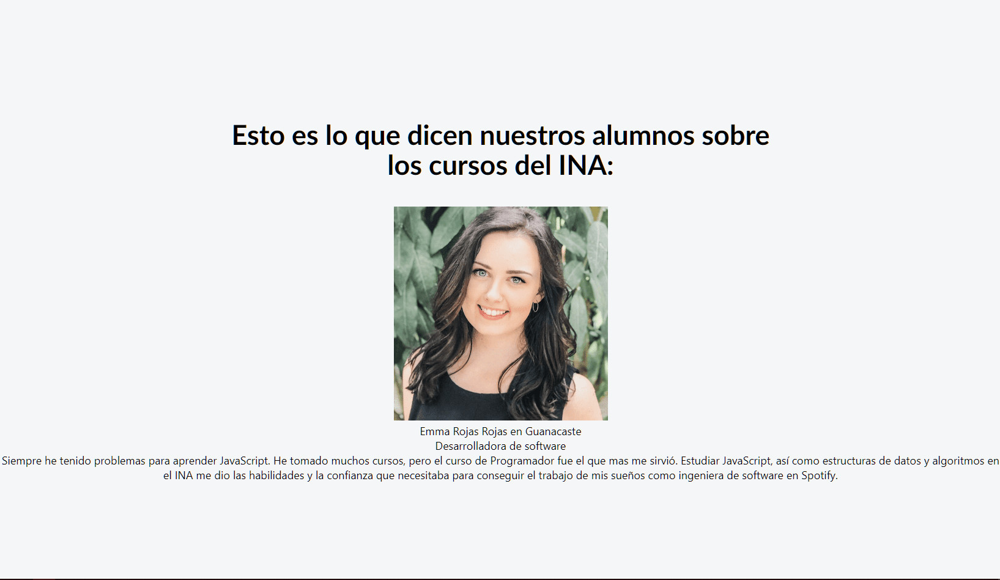 Esto es lo que dicen nuestros alumnos sobre
los cursos del INA:
Emma Rojas Rojas en Guanacaste
Desarrolladora de software
Siempre he tenido problemas para aprender JavaScript. He tomado muchos cursos, pero el curso de Programador fue el que mas me sirvió. Estudiar JavaScript, así como estructuras de datos y algoritmos en
el INA me dio las habilidades y la confianza que necesitaba para conseguir el trabajo de mis sueños como ingeniera de software en Spotify.